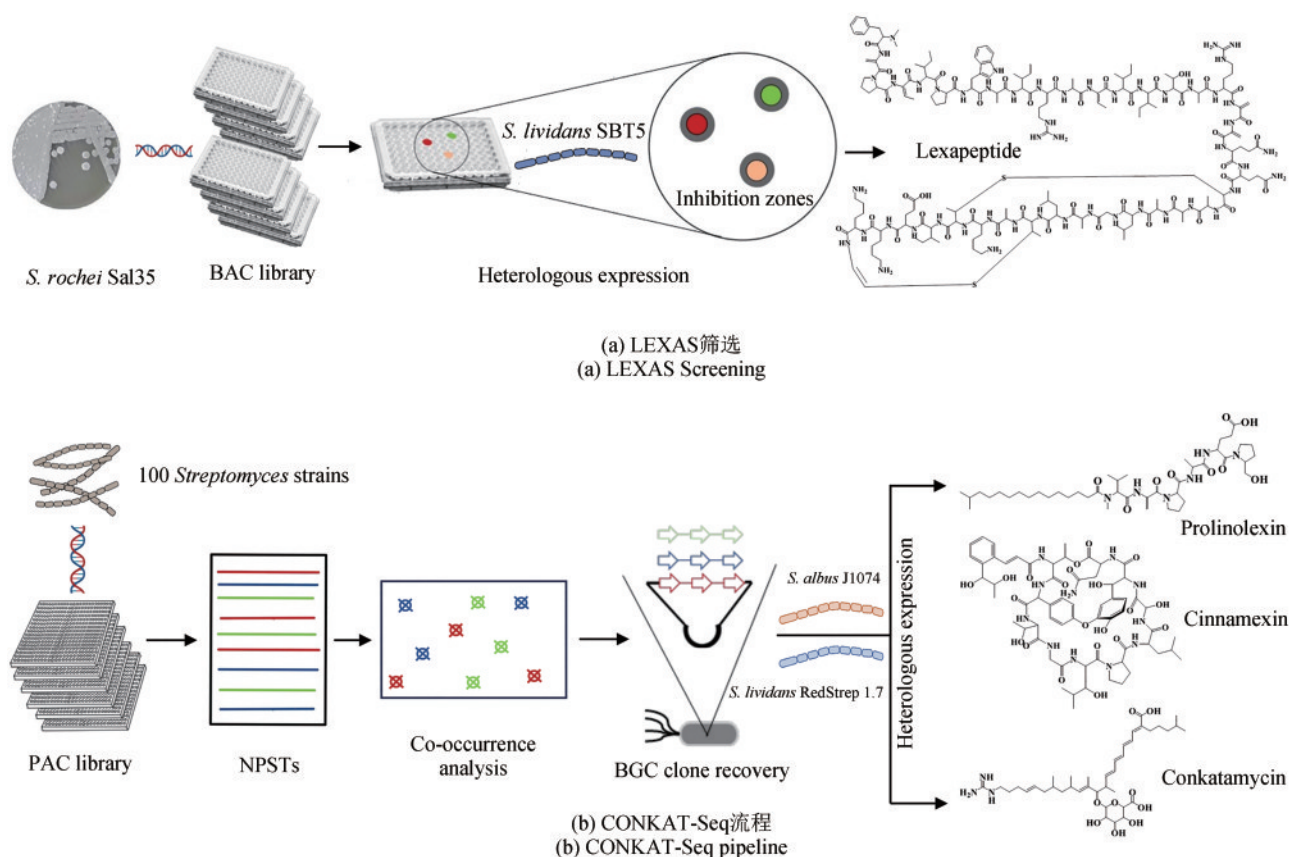 S. lividans SBT5
Inhibition zones
Lexapeptide
S. rochei Sal35
BAC library
Heterologous expression
(a) LEXAS筛选
(a) LEXAS Screening
100 Streptomyces strains
PAC library
NPSTs
Co-occurrence
analysis
BGC clone recovery
S. albus J1074
S. lividans RedStrep 1.7
Heterologous expression
Prolinolexin
Cinnamexin
Conkatamycin
(b) CONKAT-Seq流程
(b) CONKAT-Seq pipeline